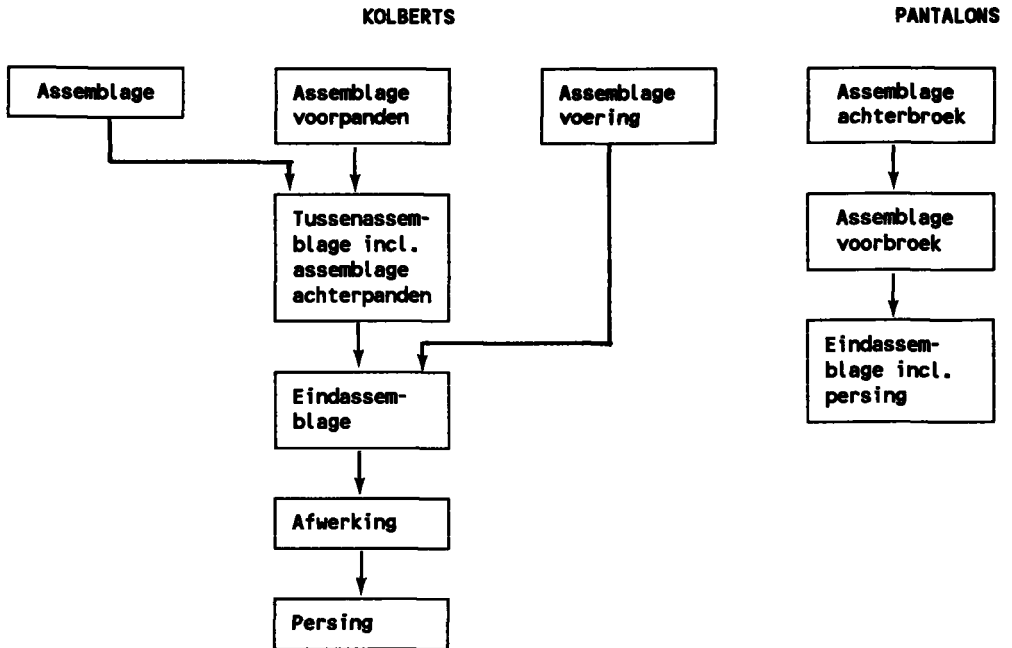 KOLBERTS
PANTALONS
Assemblage
Assemblage
voorpanden
Assemblage
voering
Assemblage
achterbroek
Tussenassem-
blage incl.
assemblage
achterpanden
Assemblage
voorbroek
Eindassem-
blage incl.
persing
Eindassem-
blage
Afwerking
Persing